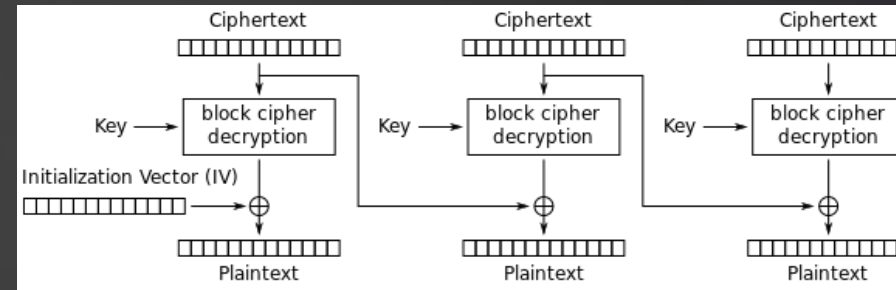 Ciphertext Ciphertext Ciphertext
Key block cipher decryption Key block cipher decryption Key block cipher decryption
Initialization Vector (IV)
Plaintext Plaintext Plaintext